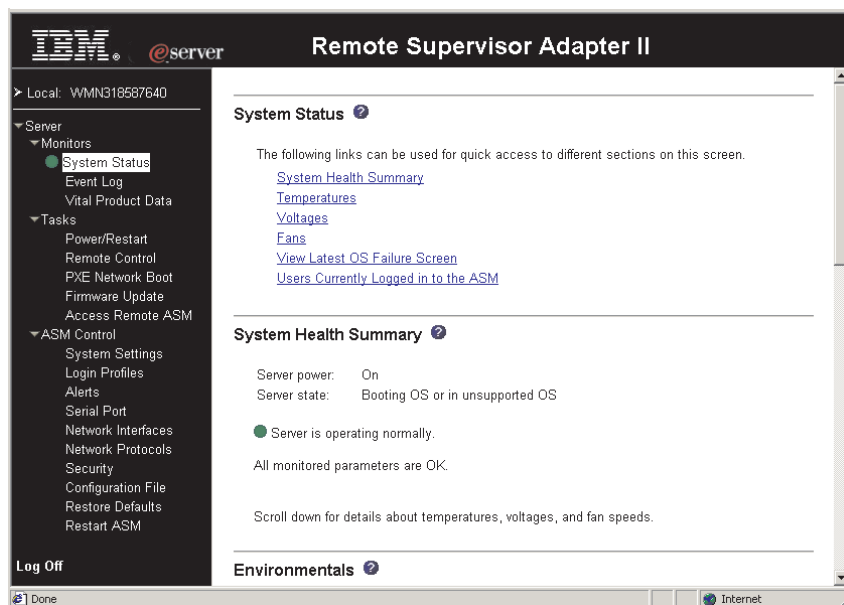 IBM® @server
Remote Supervisor Adapter II
Local: WMN318587640
Server
Monitors
System Status
Event Log
Vital Product Data
Tasks
Power/Restart
Remote Control
PXE Network Boot
Firmware Update
Access Remote ASM
ASM Control
System Settings
Login Profiles
Alerts
Serial Port
Network Interfaces
Network Protocols
Security
Configuration File
Restore Defaults
Restart ASM
Log Off
System Status ?
The following links can be used for quick access to different sections on this screen.
System Health Summary
Temperatures
Voltages
Fans
View Latest OS Failure Screen
Users Currently Logged in to the ASM
System Health Summary ?
Server power: On
Server state: Booting OS or in unsupported OS
Server is operating normally.
All monitored parameters are OK.
Scroll down for details about temperatures, voltages, and fan speeds.
Environmentals ?
Done
Internet